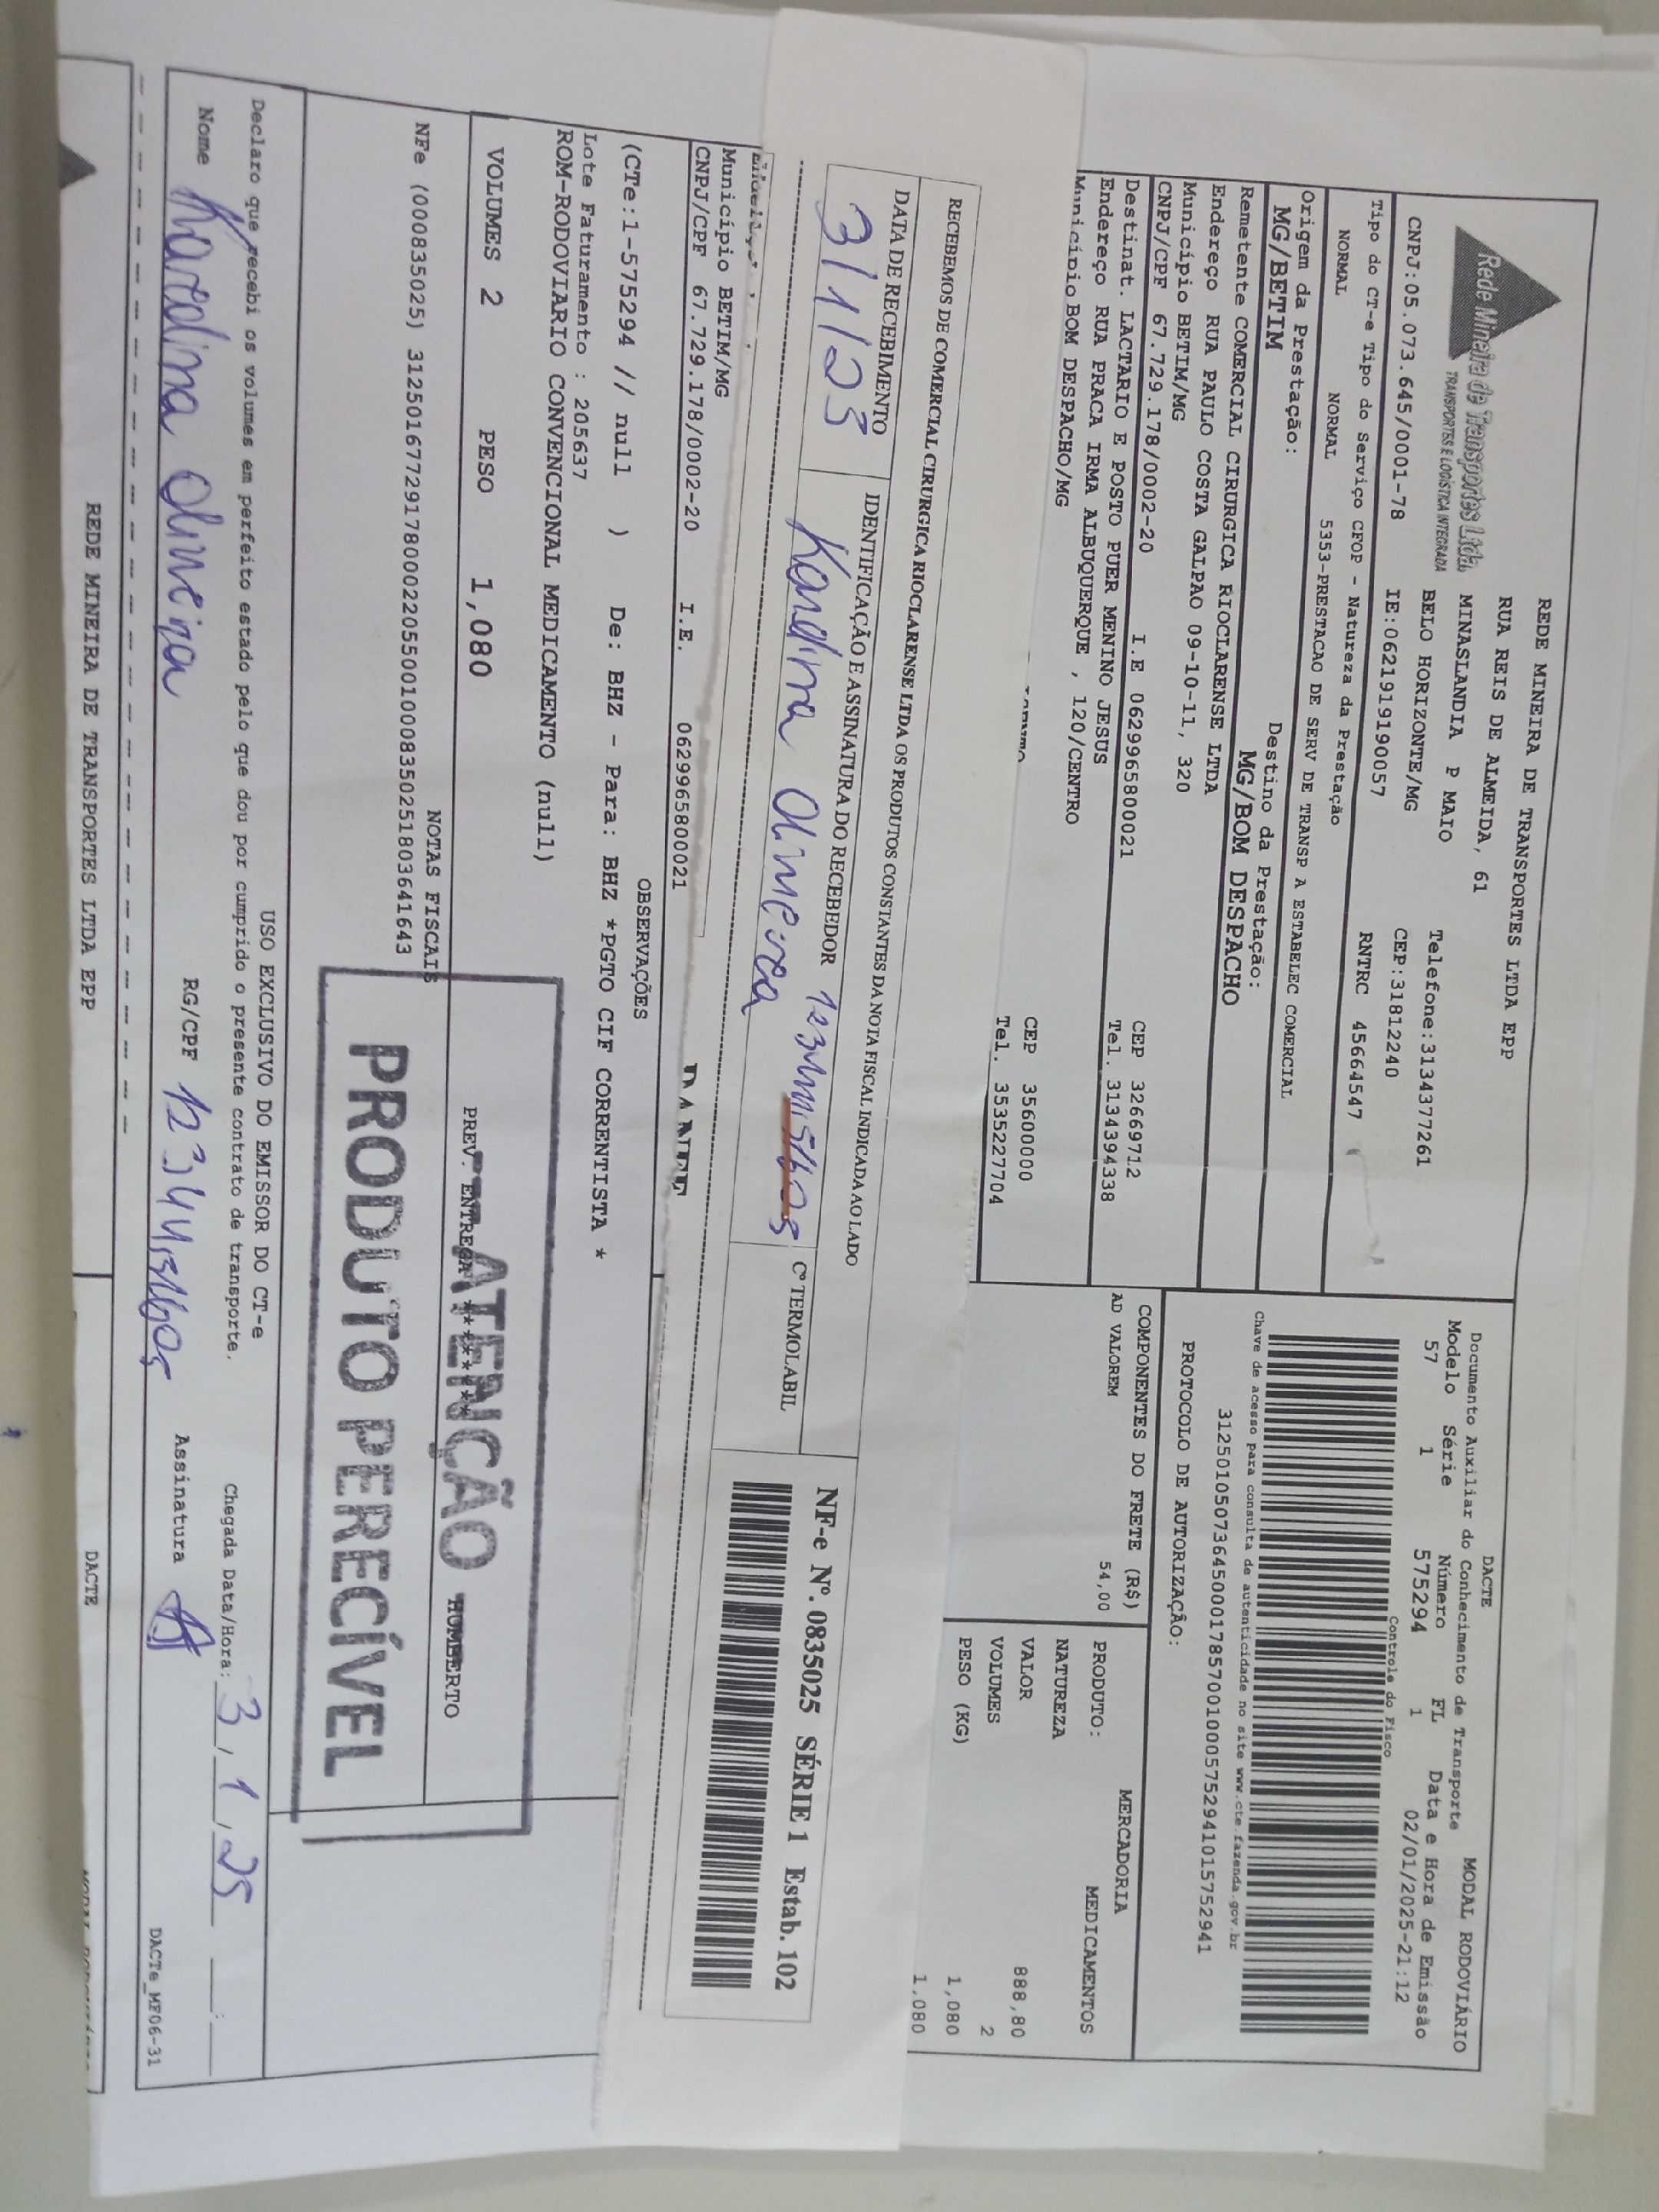 Rede Mineira de Transportes Ltda.
TRANSPORTES E LOGÍSTICA INTEGRADA
REDE MINEIRA DE TRANSPORTES LTDA EPP
RUA REIS DE ALMEIDA, 61
MINASLANDIA P MAIO
BELO HORIZONTE/MG
Telefone:3134377261
CNPJ:05.073.645/0001-78 IE:0621919190057 CEP:31812240
Tipo do CT-e Tipo do Serviço CFOP - Natureza da Prestação RNTRC 45664547
NORMAL NORMAL 5353-PRESTACAO DE SERV DE TRANSP A ESTABELEC COMERCIAL
Origem da Prestação: Destino da Prestação:
MG/BETIM MG/BOM DESPACHO
DACTE
Documento Auxiliar do Conhecimento de Transporte MODAL RODOVIÁRIO
Modelo Série Número FL Data e Hora de Emissão
57 1 575294 1 02/01/2025-21:12
Controle do Fisco
Chave de acesso para consulta de autenticidade no site www.cte.fazenda.gov.br
31250105073645000178570010005752941015752941
PROTOCOLO DE AUTORIZAÇÃO:
Remetente COMERCIAL CIRURGICA RIOCLARENSE LTDA
Endereço RUA PAULO COSTA GALPAO 09-10-11, 320
Município BETIM/MG CEP 32669712
CNPJ/CPF 67.729.178/0002-20 I.E 0629965800021 Tel. 3134394338
Destinat. LACTARIO E POSTO PUER MENINO JESUS
Endereço RUA PRACA IRMA ALBUQUERQUE , 120/CENTRO
Município BOM DESPACHO/MG CEP 35600000
Tel. 3535227704
COMPONENTES DO FRETE (R$)
AD VALOREM 54,00
MERCADORIA
PRODUTO: MEDICAMENTOS
NATUREZA
VALOR 888,80
VOLUMES 2
PESO (KG) 1,080
1,080
RECEBEMOS DE COMERCIAL CIRURGICA RIOCLARENSE LTDA OS PRODUTOS CONSTANTES DA NOTA FISCAL INDICADA AO LADO
DATA DE RECEBIMENTO IDENTIFICAÇÃO E ASSINATURA DO RECEBEDOR Cº TERMOLABIL
3/1/25
NF-e Nº. 0835025 SÉRIE 1 Estab. 102
DANFE
Município BETIM/MG
CNPJ/CPF 67.729.178/0002-20 I.E. 0629965800021
OBSERVAÇÕES
(CTe:1-575294 // null ) De: BHZ - Para: BHZ *PGTO CIF CORRENTISTA *
Lote Faturamento : 205637
ROM-RODOVIARIO CONVENCIONAL MEDICAMENTO (null)
VOLUMES 2 PESO 1,080 PREV. ENTREGA HUMBERTO
NOTAS FISCAIS
NFe (000835025) 31250167729178000220550010008350251803641643
ATENÇÃO
PRODUTO PERECÍVEL
USO EXCLUSIVO DO EMISSOR DO CT-e
Declaro que recebi os volumes em perfeito estado pelo que dou por cumprido o presente contrato de transporte. Chegada Data/Hora: 3/1/25
Nome RG/CPF Assinatura
DACTe_MF06-31
REDE MINEIRA DE TRANSPORTES LTDA EPP DACTE